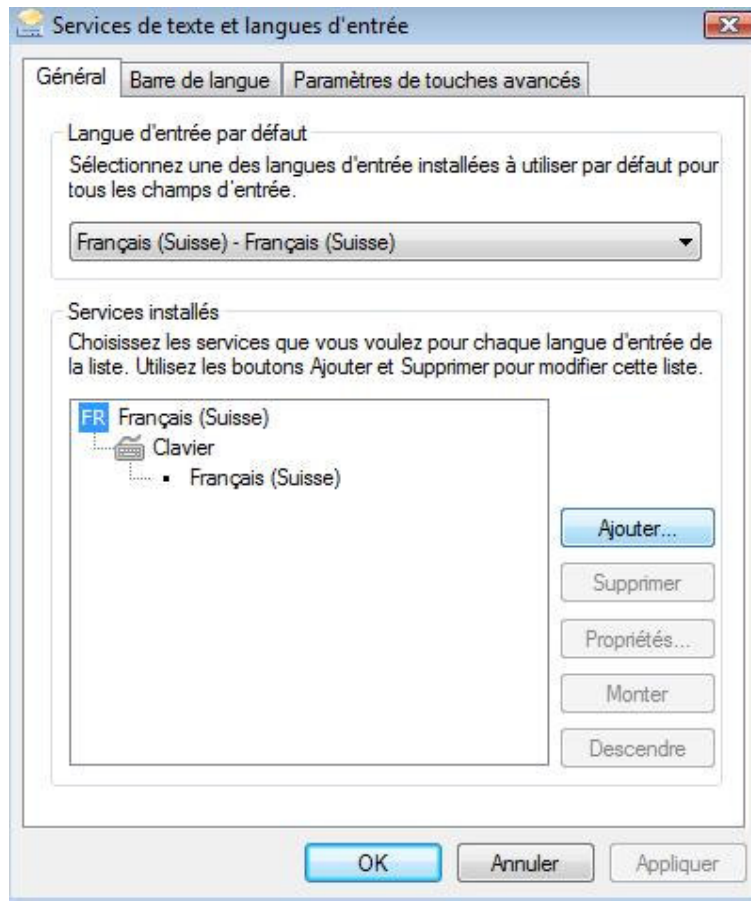 Services de texte et langues d'entrée
Général
Barre de langue
Paramètres de touches avancés
Langue d'entrée par défaut
Sélectionnez une des langues d'entrée installées à utiliser par défaut pour
tous les champs d'entrée.
Français (Suisse) - Français (Suisse)
Services installés
Choisissez les services que vous voulez pour chaque langue d'entrée de
la liste. Utilisez les boutons Ajouter et Supprimer pour modifier cette liste.
FR Français (Suisse)
Clavier
Français (Suisse)
Ajouter...
Supprimer
Propriétés...
Monter
Descendre
OK
Annuler
Appliquer